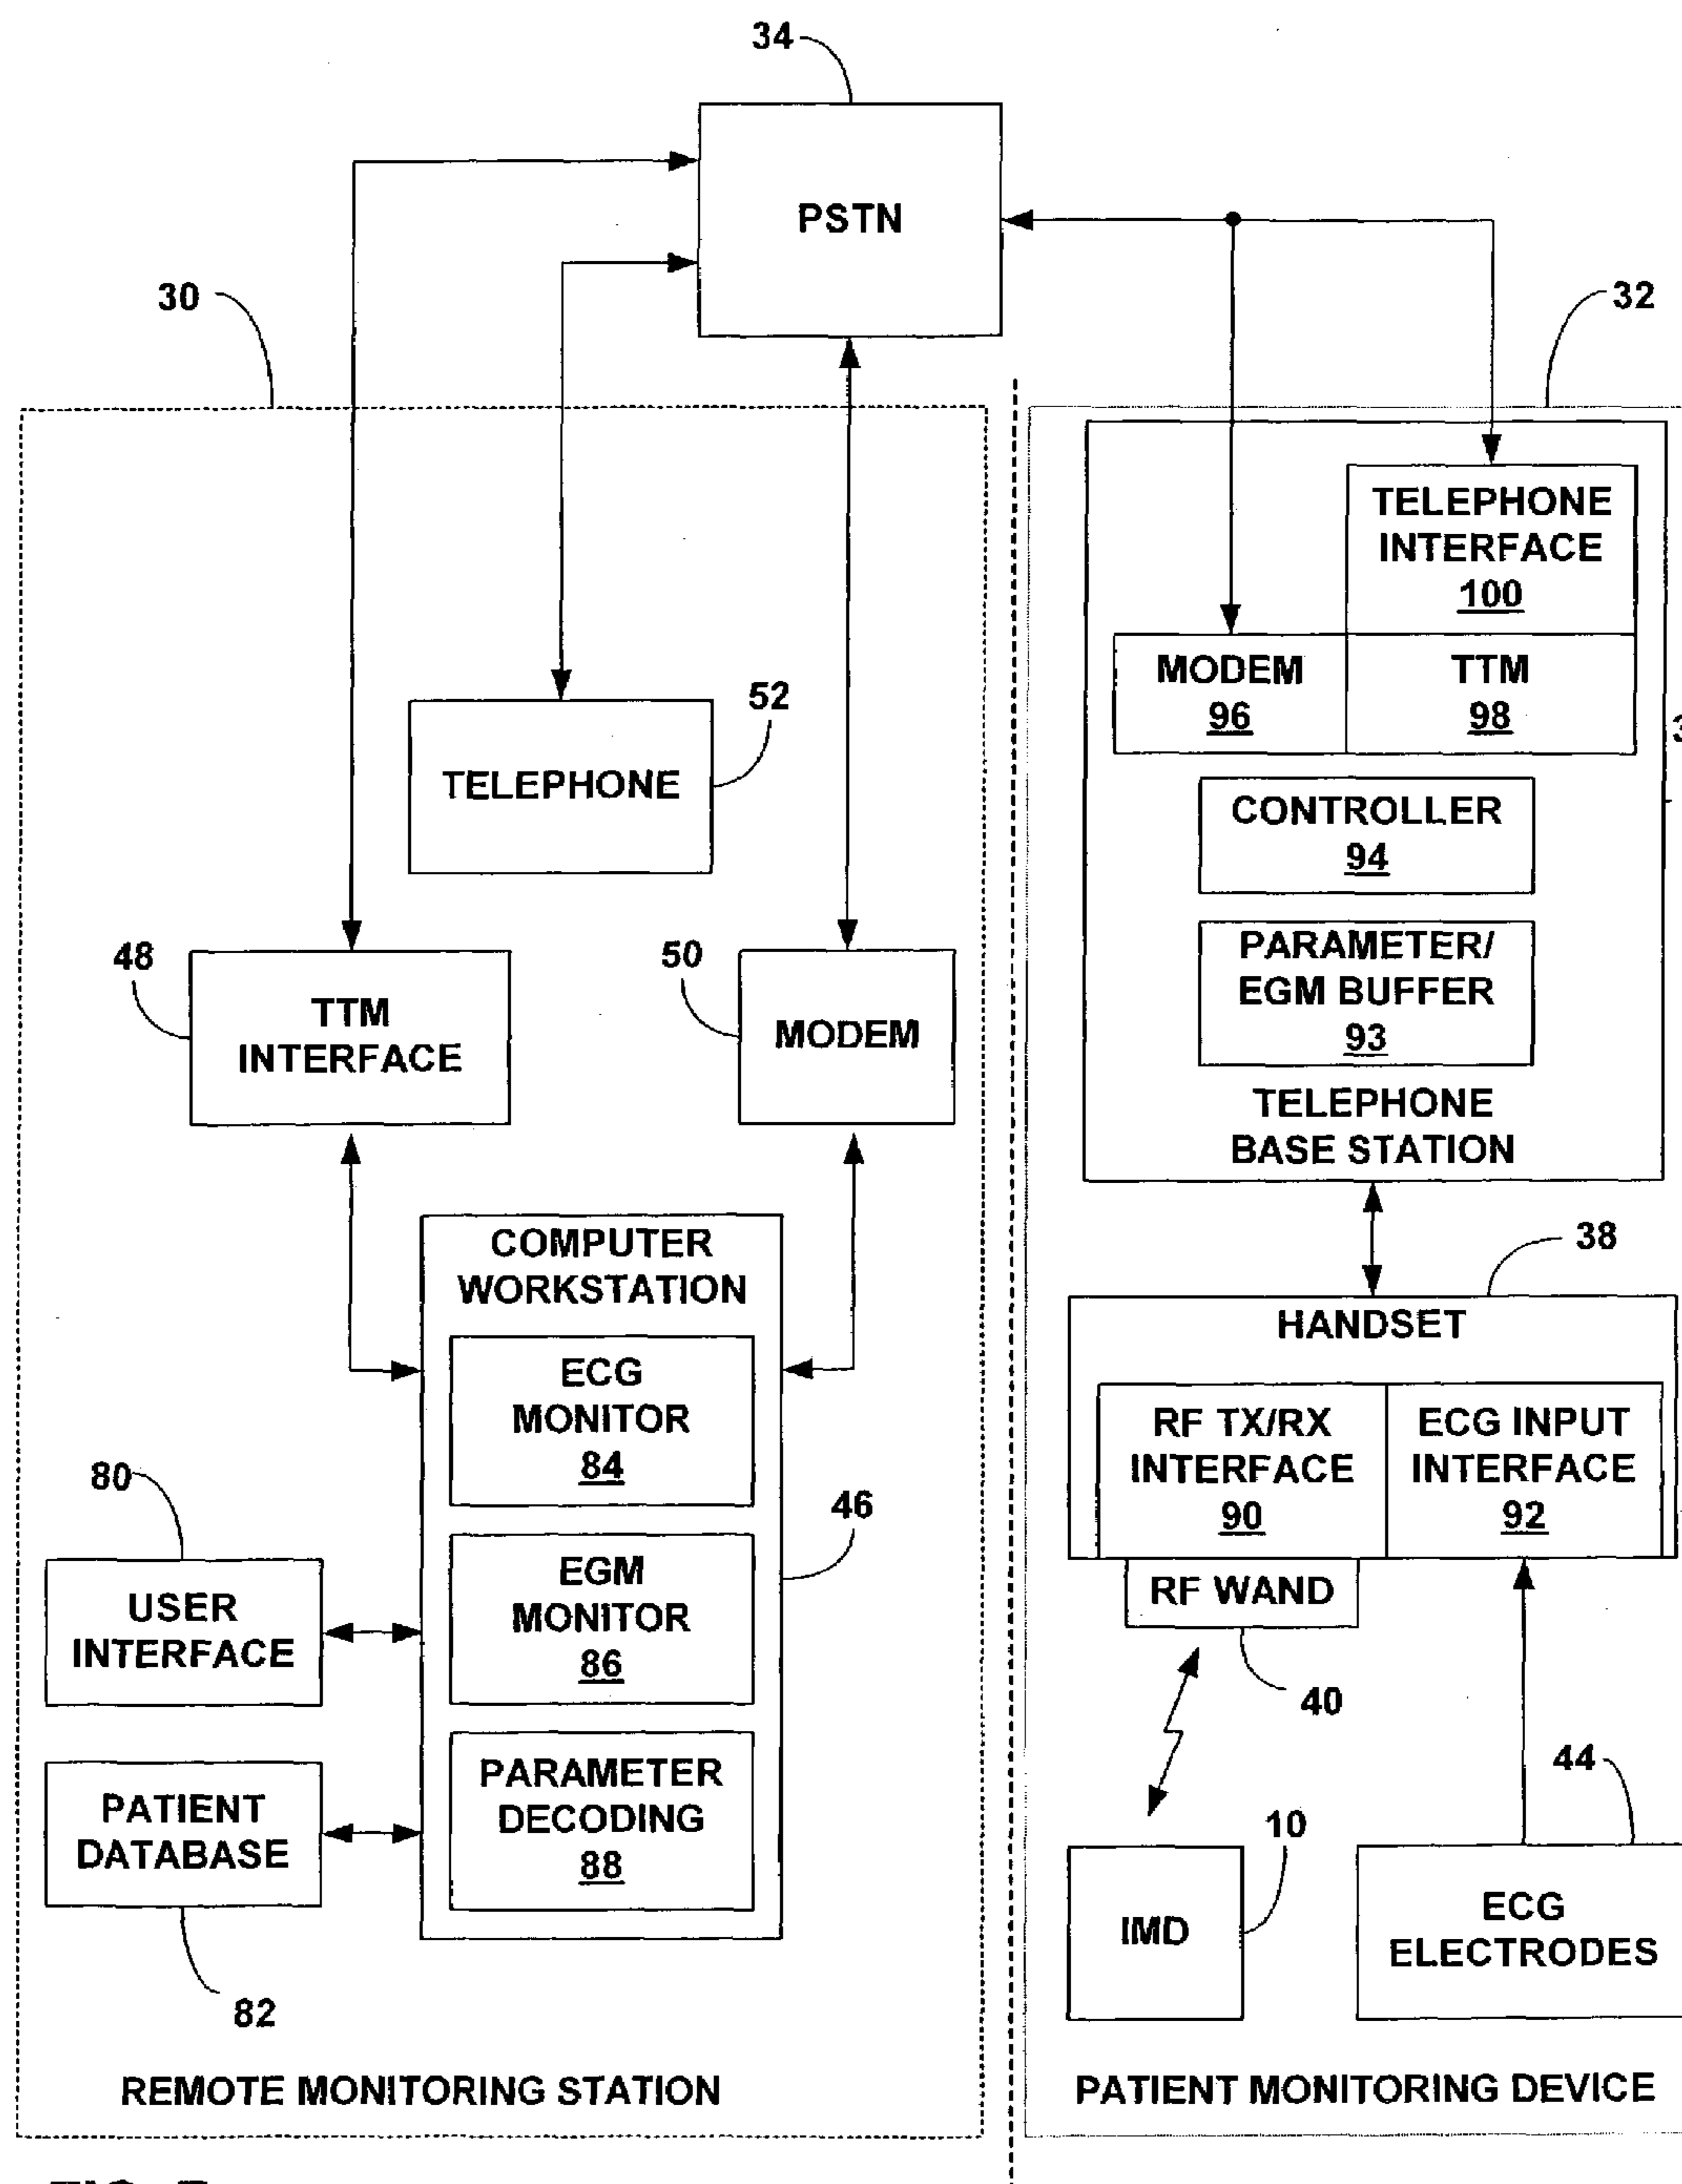 34
PSTN
30
32
TELEPHONE
INTERFACE
100
MODEM
96
TTM
98
52
TELEPHONE
CONTROLLER
94
48
TTM
INTERFACE
50
MODEM
PARAMETER/
EGM BUFFER
93
TELEPHONE
BASE STATION
COMPUTER
WORKSTATION
38
HANDSET
ECG
MONITOR
84
RF TX/RX
INTERFACE
90
ECG INPUT
INTERFACE
92
80
46
USER
INTERFACE
EGM
MONITOR
86
RF WAND
40
PATIENT
DATABASE
82
PARAMETER
DECODING
88
44
10
IMD
ECG
ELECTRODES
REMOTE MONITORING STATION
PATIENT MONITORING DEVICE